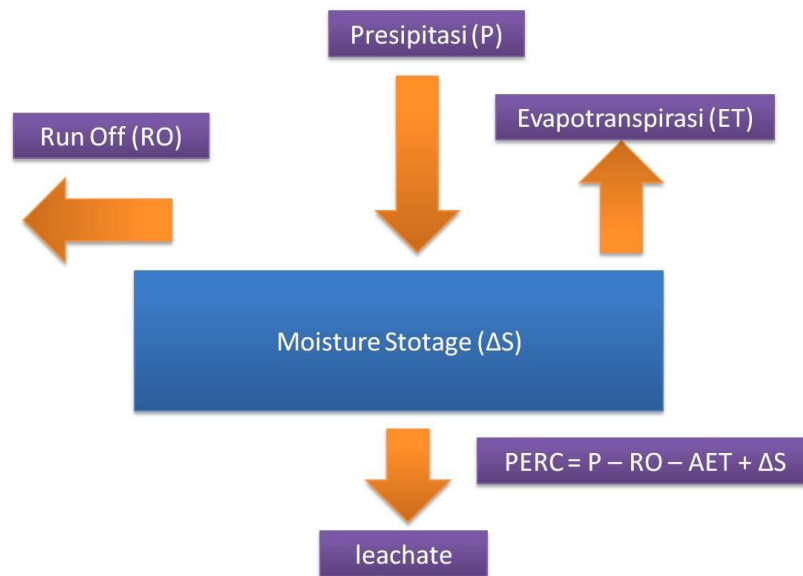 Presipitasi (P)
Run Off (RO)
Evapotranspirasi (ET)
Moisture Stotage (ΔS)
PERC = P – RO – AET + ΔS
leachate